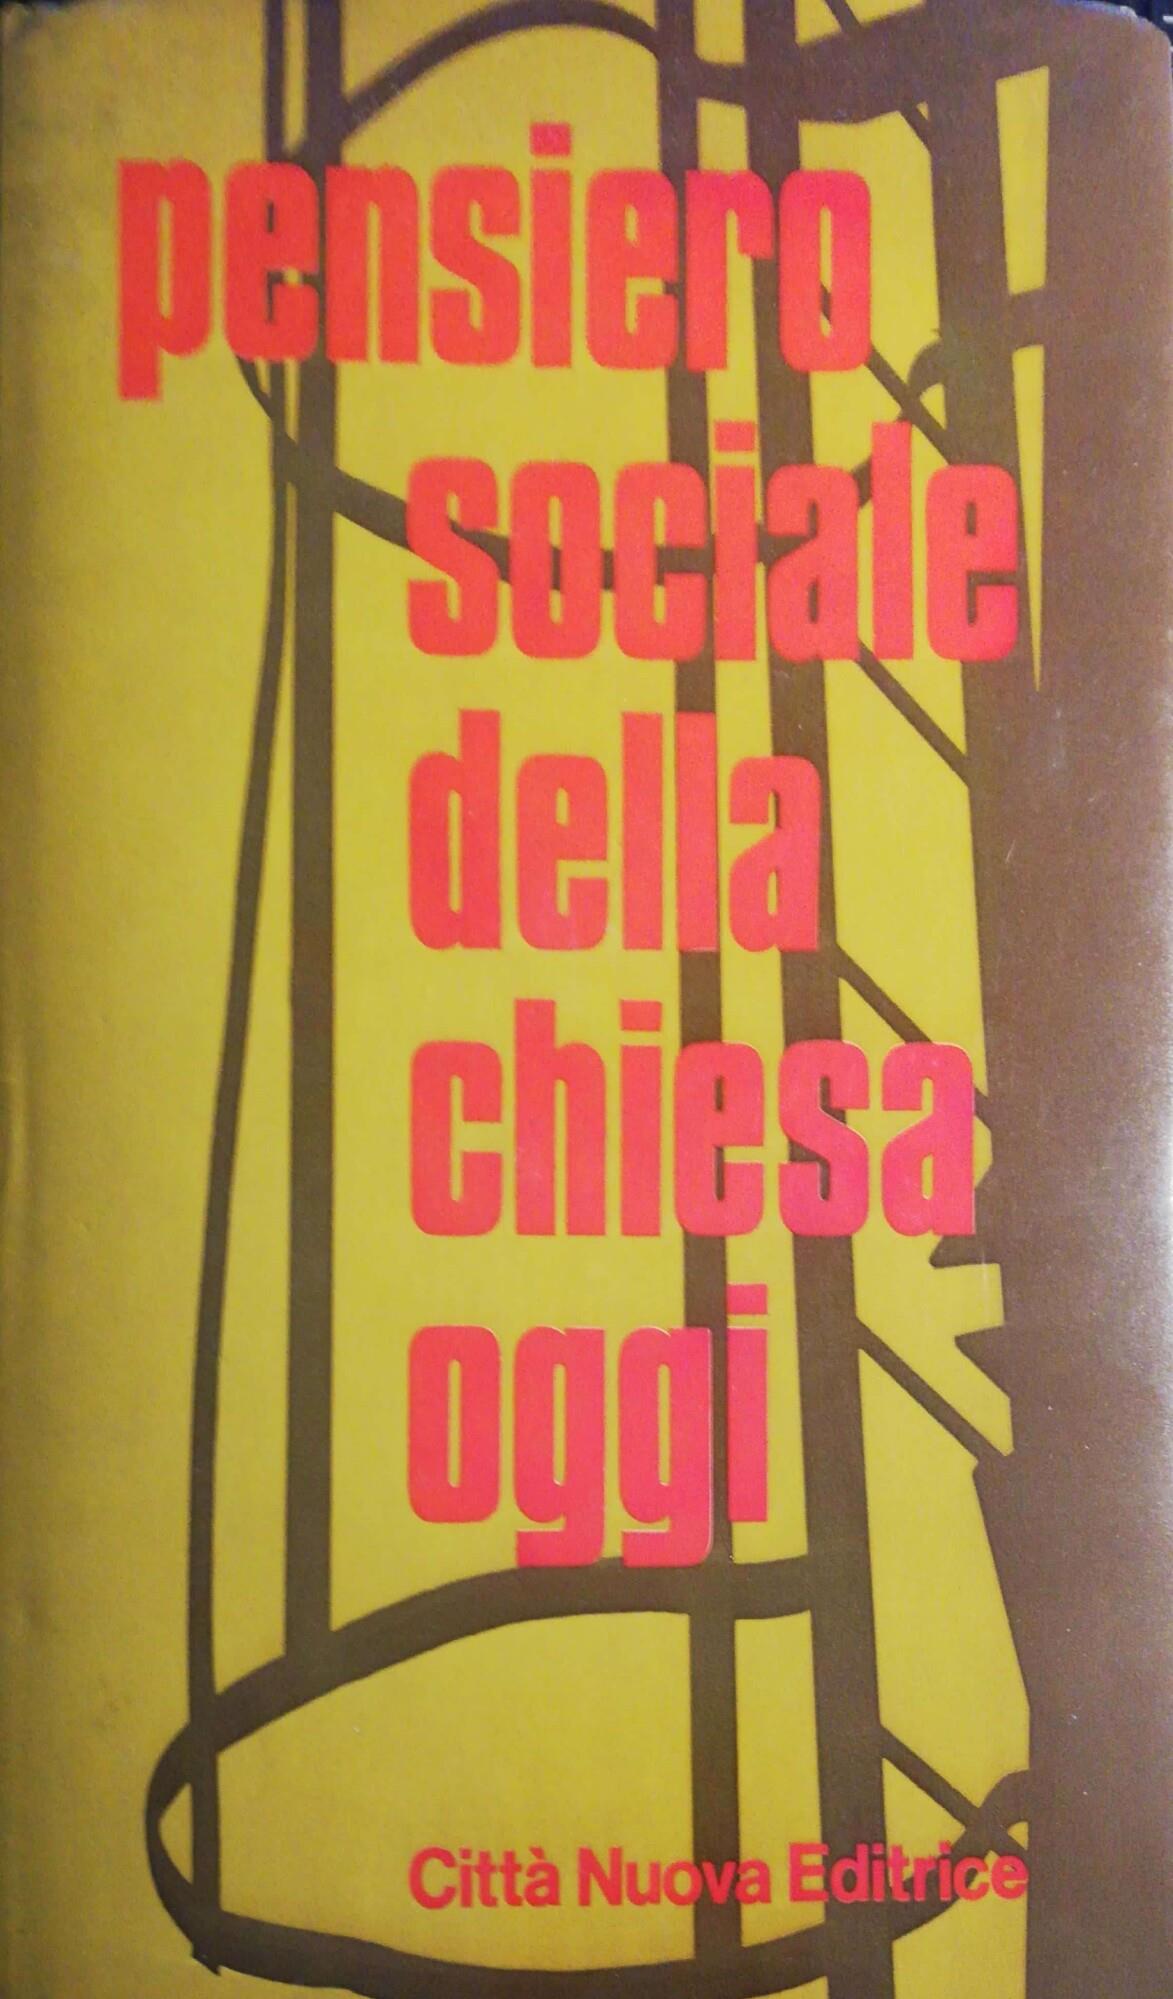 pensiero
sociale
della
chiesa
oggi
Città Nuova Editrice